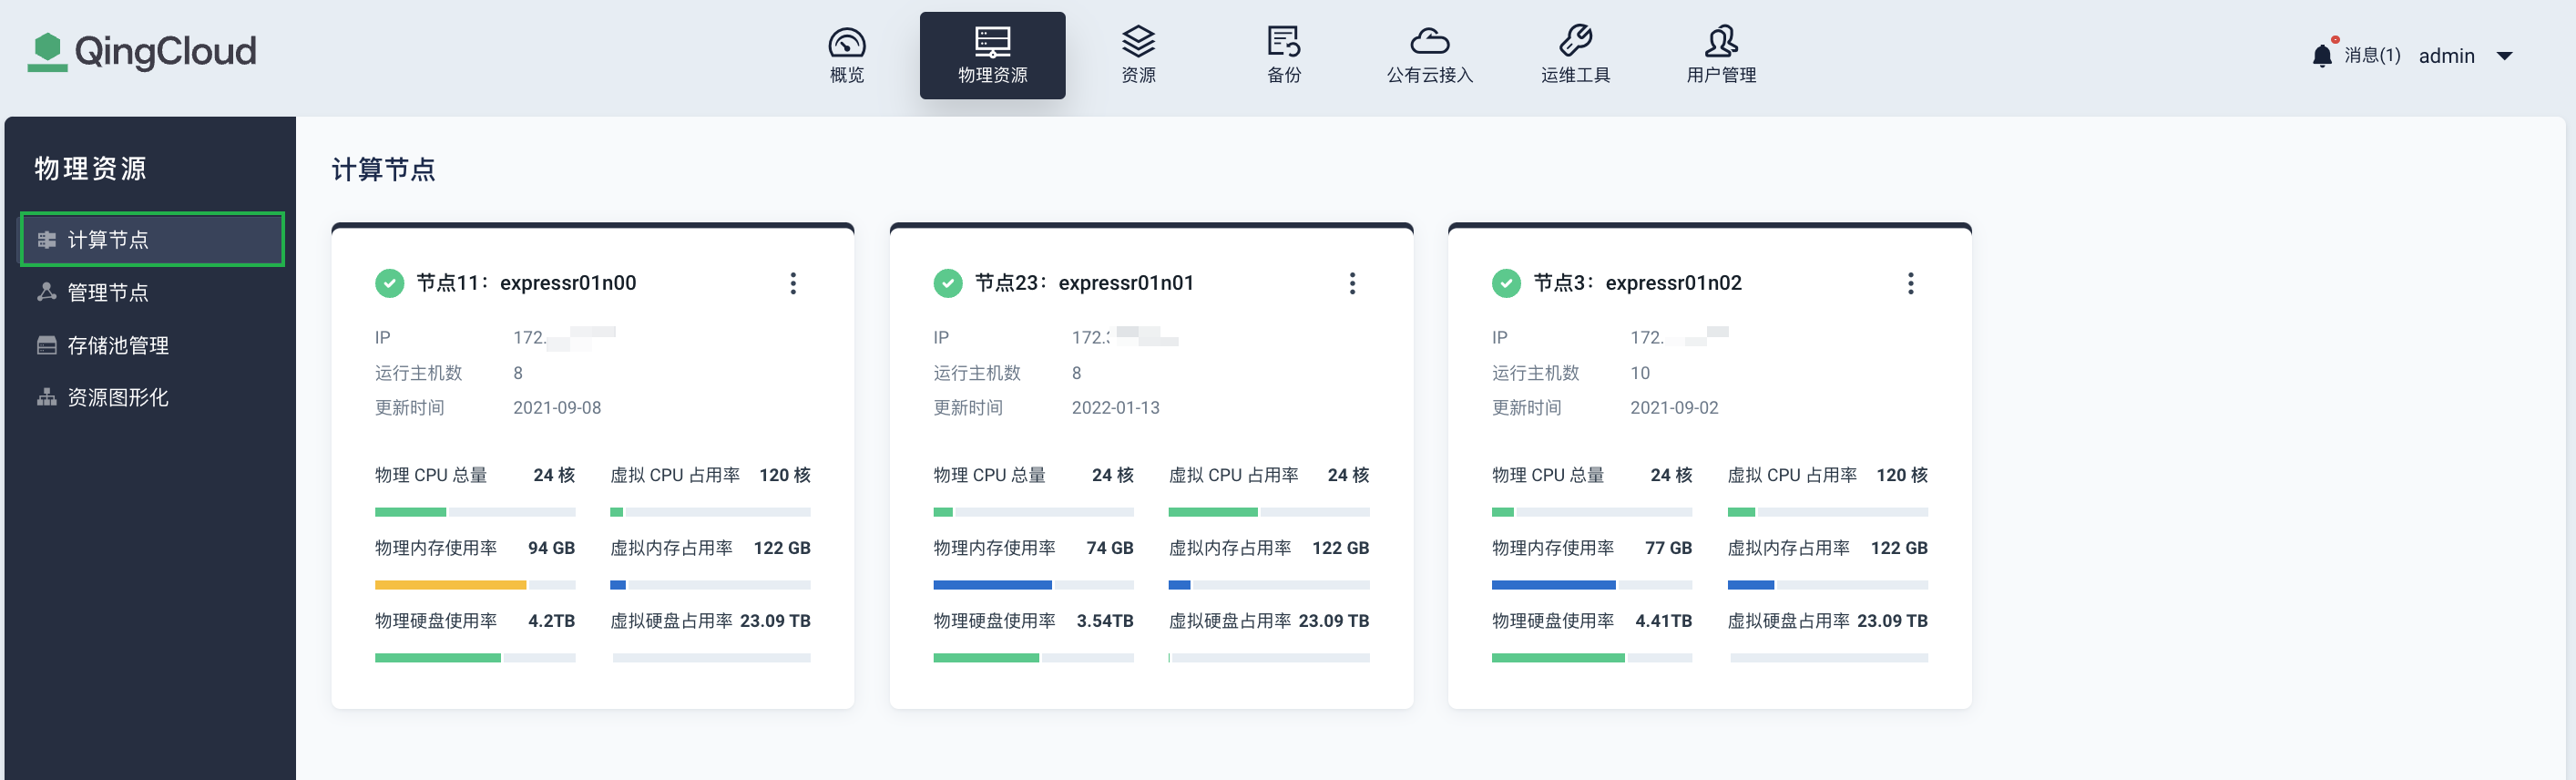 QingCloud
概览
物理资源
资源
备份
公有云接入
运维工具
用户管理
消息(1)
admin
物理资源
计算节点
管理节点
存储池管理
资源图形化
计算节点
节点11：expressr01n00
IP 172.
运行主机数 8
更新时间 2021-09-08
物理 CPU 总量 24 核 虚拟 CPU 占用率 120 核
物理内存使用率 94 GB 虚拟内存占用率 122 GB
物理硬盘使用率 4.2TB 虚拟硬盘占用率 23.09 TB
节点23：expressr01n01
IP 172.
运行主机数 8
更新时间 2022-01-13
物理 CPU 总量 24 核 虚拟 CPU 占用率 24 核
物理内存使用率 74 GB 虚拟内存占用率 122 GB
物理硬盘使用率 3.54TB 虚拟硬盘占用率 23.09 TB
节点3：expressr01n02
IP 172.
运行主机数 10
更新时间 2021-09-02
物理 CPU 总量 24 核 虚拟 CPU 占用率 120 核
物理内存使用率 77 GB 虚拟内存占用率 122 GB
物理硬盘使用率 4.41TB 虚拟硬盘占用率 23.09 TB